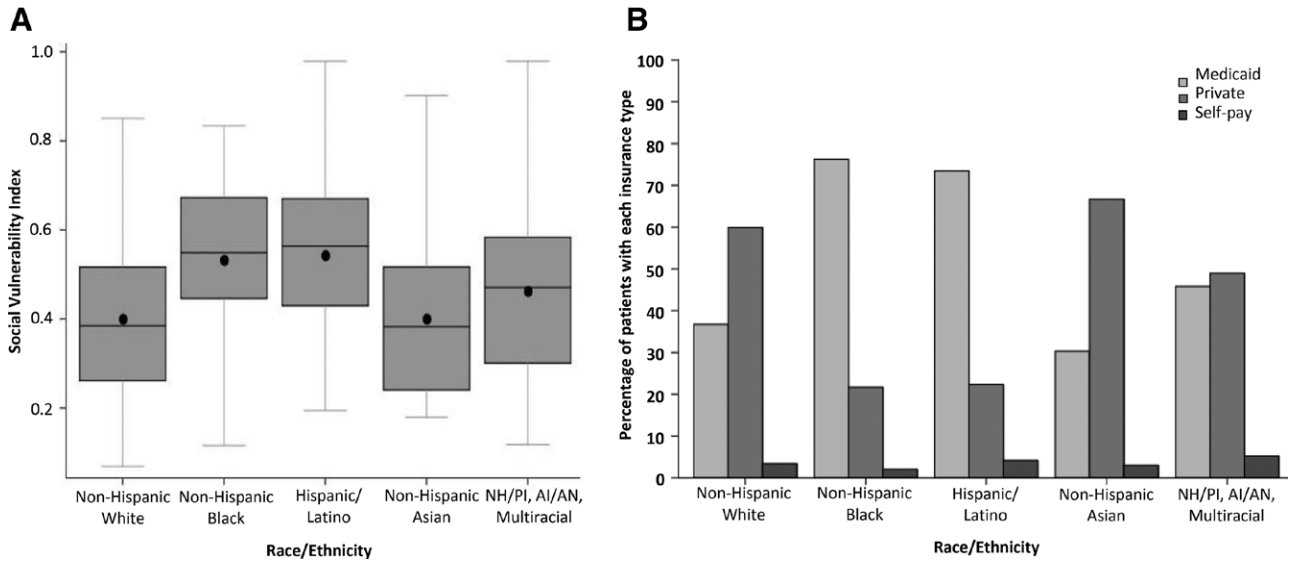 A
Social Vulnerability Index
1.0
0.8
0.6
0.4
0.2
Non-Hispanic
White
Non-Hispanic
Black
Hispanic/
Latino
Non-Hispanic
Asian
NH/PI, AI/AN,
Multiracial
Race/Ethnicity
B
Percentage of patients with each insurance type
100
90
80
70
60
50
40
30
20
10
0
Medicaid
Private
Self-pay
Non-Hispanic
White
Non-Hispanic
Black
Hispanic/
Latino
Non-Hispanic
Asian
NH/PI, AI/AN,
Multiracial
Race/Ethnicity